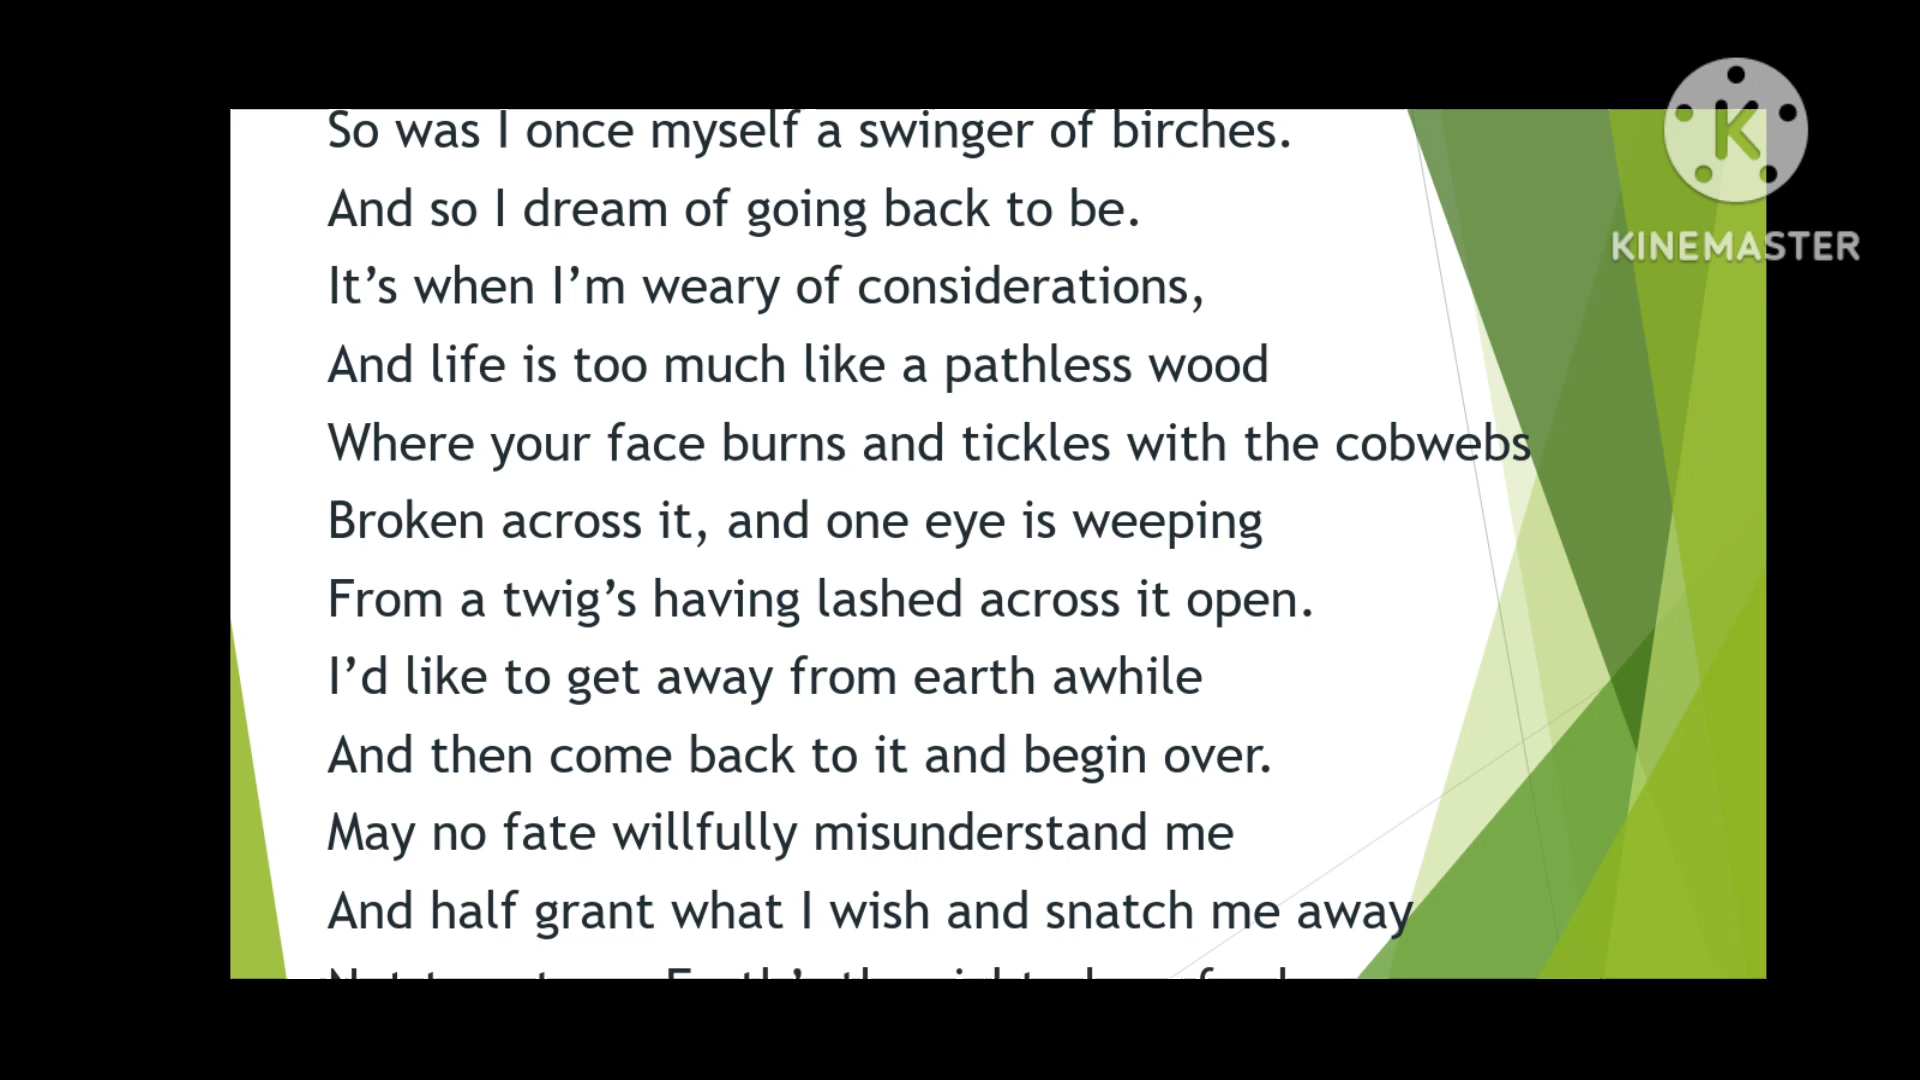 So was I once myself a swinger of birches.
And so I dream of going back to be.
It’s when I’m weary of considerations,
And life is too much like a pathless wood
Where your face burns and tickles with the cobwebs
Broken across it, and one eye is weeping
From a twig’s having lashed across it open.
I’d like to get away from earth awhile
And then come back to it and begin over.
May no fate willfully misunderstand me
And half grant what I wish and snatch me away
K
KINEMASTER